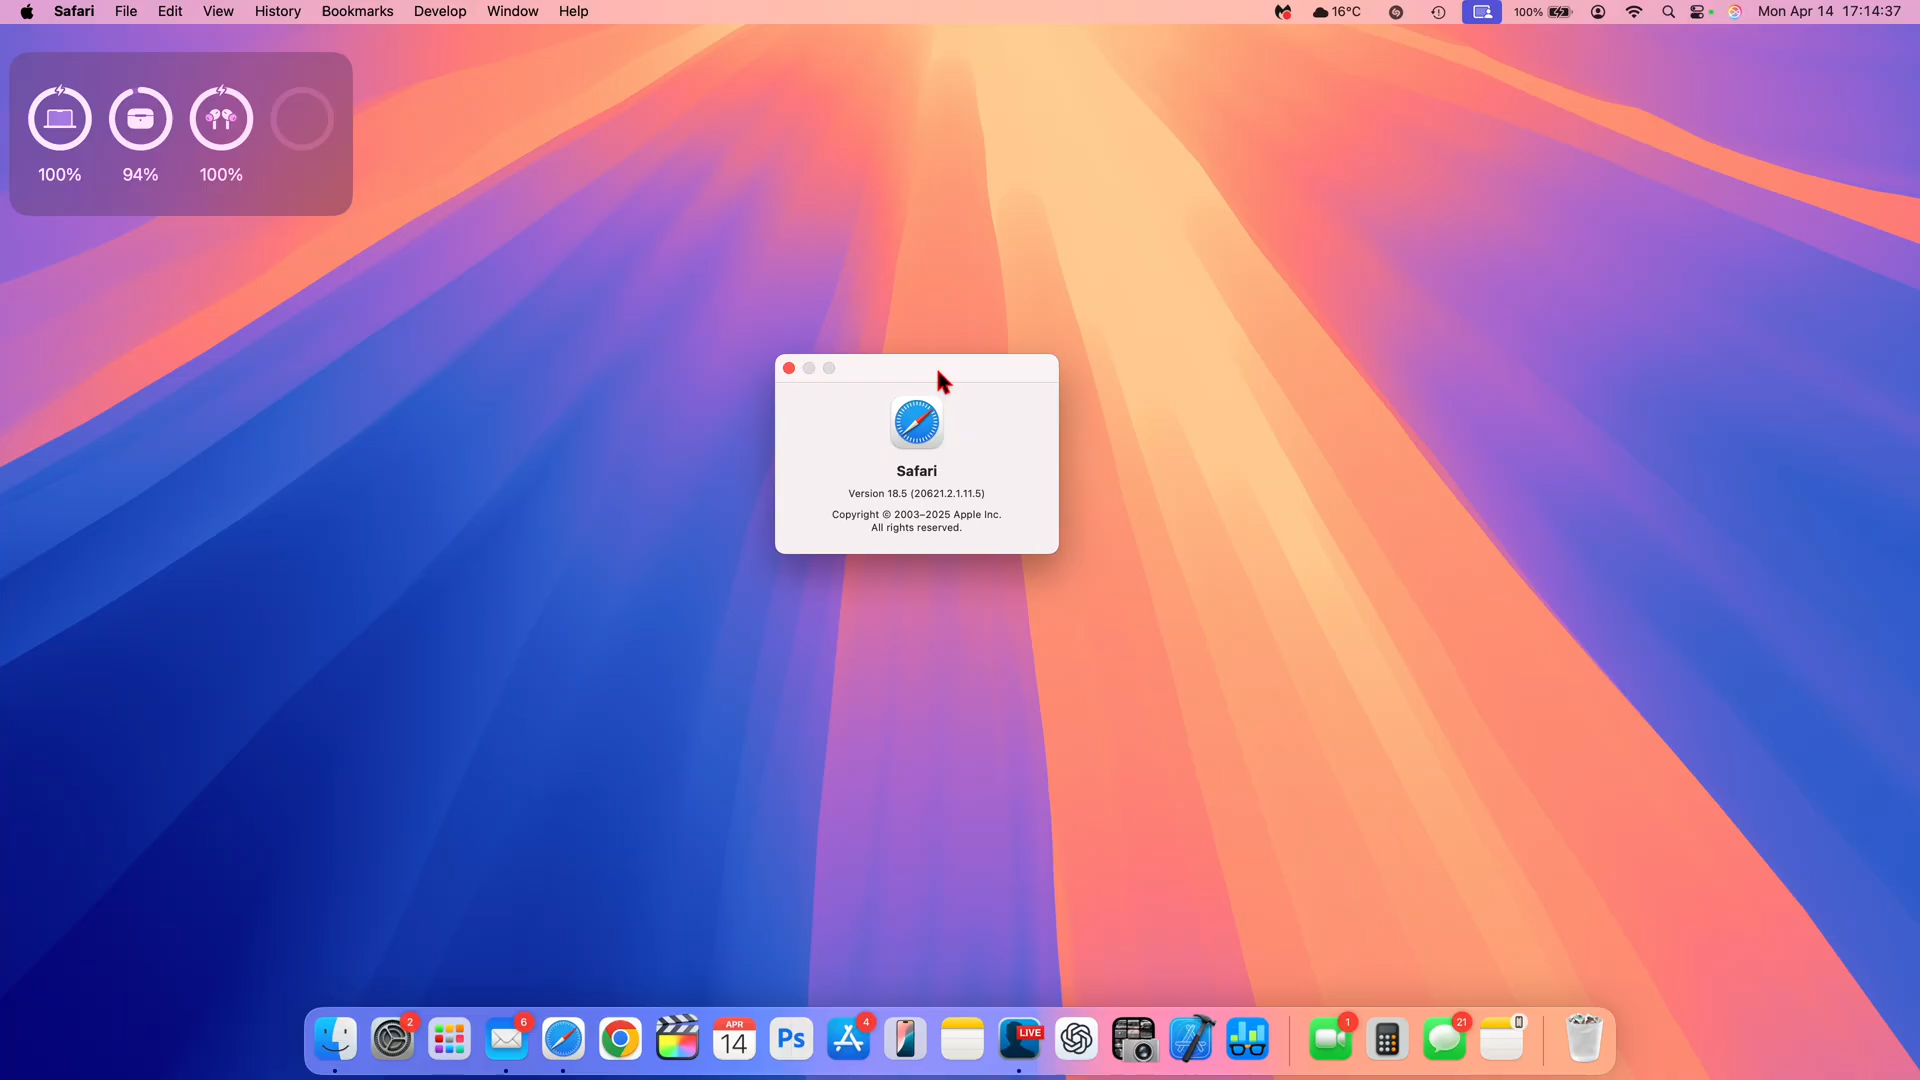 Safari File Edit View History Bookmarks Develop Window Help
16°C 100% Mon Apr 14 17:14:37
100% 94% 100%
Safari
Version 18.5 (20621.2.1.11.5)
Copyright © 2003–2025 Apple Inc.
All rights reserved.
2 6 APR 14 Ps 4 LIVE 1 21